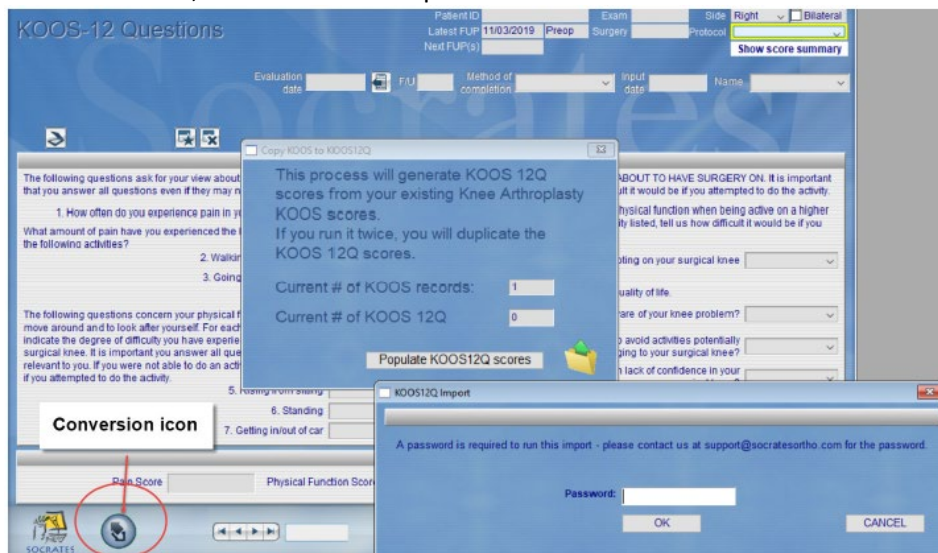 KOOS-12 Questions
Patient ID
Exam
Side Right
Bilateral
Latest FUP 11/03/2019 Preop
Surgery
Protocol
Next FUP(s)
Show score summary
Evaluation date
F/U
Method of completion
Input date
Name
Socrates
Copy KOOS to KOOS12Q
This process will generate KOOS 12Q
scores from your existing Knee Arthroplasty
KOOS scores.
If you run it twice, you will duplicate the
KOOS 12Q scores.
Current # of KOOS records: 1
Current # of KOOS 12Q 0
Populate KOOS12Q scores
The following questions ask for your view about
that you answer all questions even if they may
1. How often do you experience pain in
What amount of pain have you experienced the
the following activities?
2.
3. Going
The following questions concern your physical
move around and to look after yourself. For each
indicate the degree of difficulty you have
surgical knee. It is important you answer all
relevant to you. If you were not able to do an
if you attempted to do the activity.
5.
6. Standing
7. Getting in/out of car
ABOUT TO HAVE SURGERY ON. It is important
it would be if you attempted to do the activity.
physical function when being active on a higher
listed, tell us how difficult it would be if you
on your surgical knee
quality of life.
of your knee problem?
avoid activities potentially
to your surgical knee?
lack of confidence in your
KOOS12Q Import
A password is required to run this import - please contact us at support@socratesortho.com for the password.
Password:
OK
CANCEL
Conversion icon
Pain Score
Physical Function Score
SOCRATES